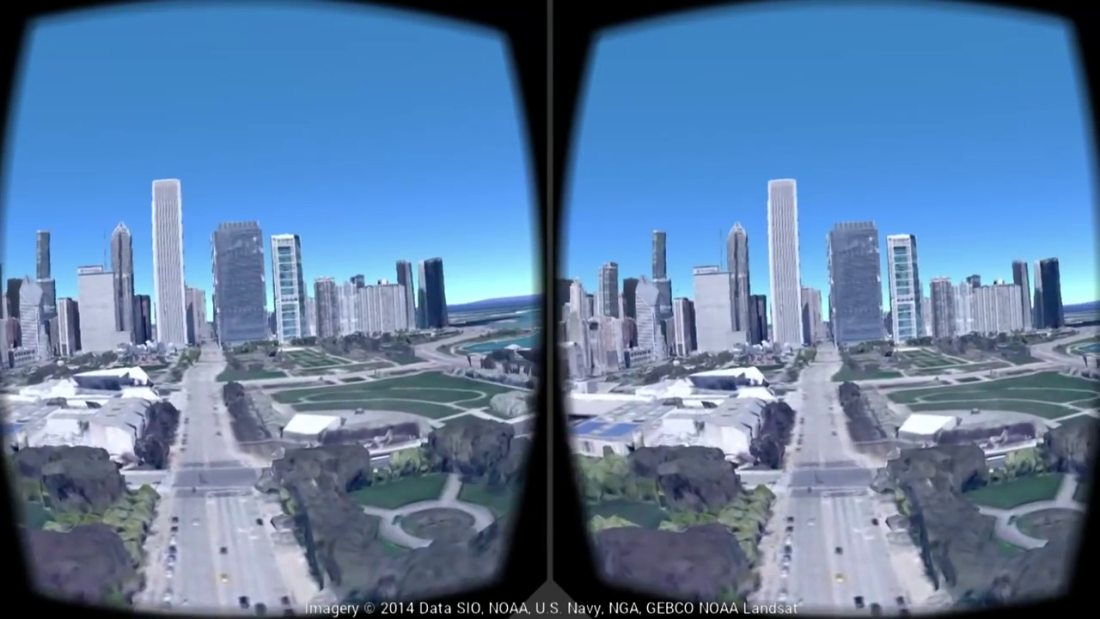 Imagery © 2014 Data SIO, NOAA, U.S. Navy, NGA, GEBCO NOAA Landsat